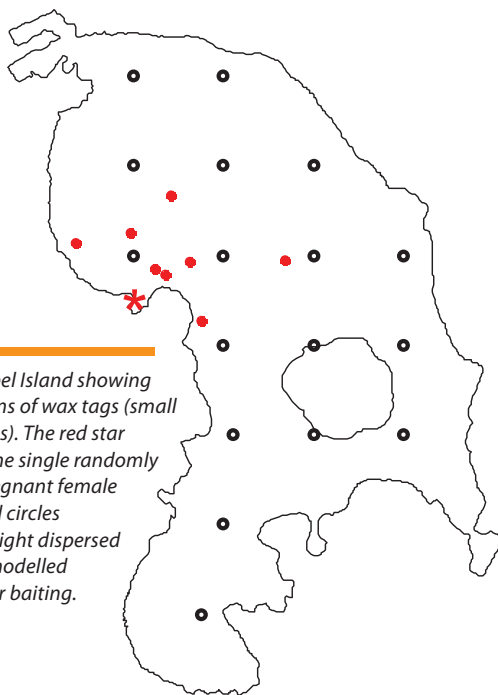 Island showing
ns of wax tags (small
s). The red star
he single randomly
gnant female
circles
ight dispersed
modelled
r baiting.